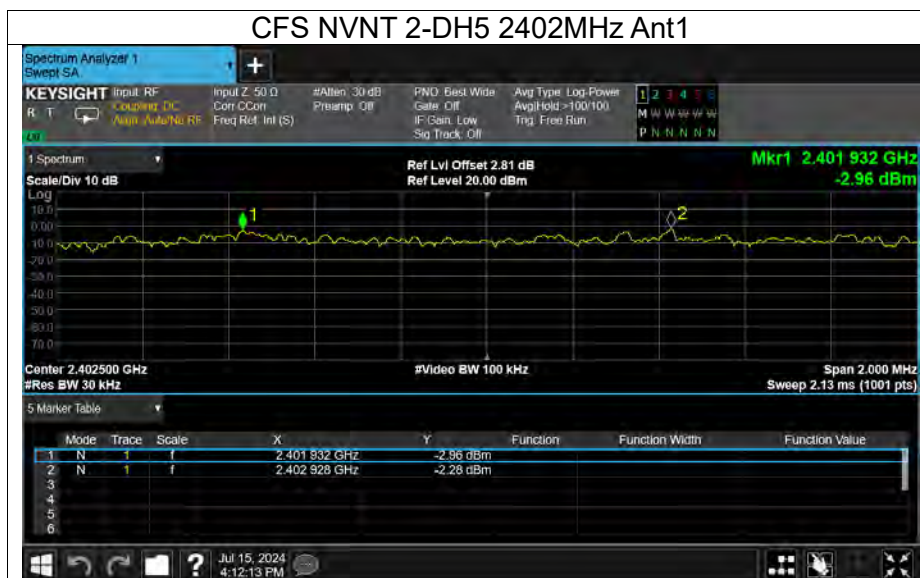 CFS NVNT 2-DH5 2402MHz Ant1
Spectrum Analyzer 1
Swept SA
+
KEYSIGHT Input: RF Input Z: 50 Ω #Atten: 30 dB PNO: Best Wide Avg Type: Log-Power 1 2 3 4 5 6
R T Coupling: DC Corr CCorr Preamp: Off Gate: Off Avg|Hold:>100/100 M W W W W W
Align: Auto/No RF Freq Ref: Int (S) IF Gain: Low Trig: Free Run
Sig Track: Off P N N N N N
1 Spectrum Ref Lvl Offset 2.81 dB Mkr1 2.401 932 GHz
Scale/Div 10 dB Ref Level 20.00 dBm -2.96 dBm
Log
10.0
0.00
-10.0
-20.0
-30.0
-40.0
-50.0
-60.0
-70.0
1
2
Center 2.402500 GHz #Video BW 100 kHz Span 2.000 MHz
#Res BW 30 kHz Sweep 2.13 ms (1001 pts)
5 Marker Table
Mode Trace Scale X Y Function Function Width Function Value
1 N 1 f 2.401 932 GHz -2.96 dBm
2 N 1 f 2.402 928 GHz -2.28 dBm
3
4
5
6
? Jul 15, 2024
4:12:13 PM